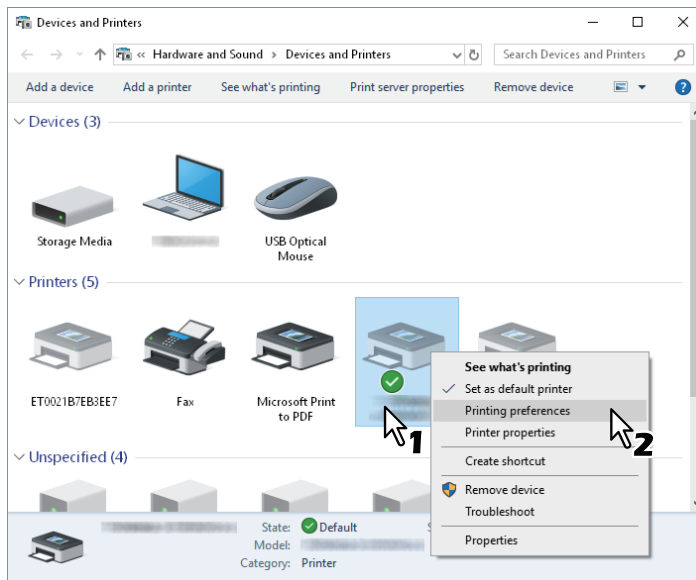 Devices and Printers
« Hardware and Sound › Devices and Printers
Search Devices and Printers
Add a device Add a printer See what's printing Print server properties Remove device
Devices (3)
Storage Media
USB Optical
Mouse
Printers (5)
ET0021B7EB3EE7
Fax
Microsoft Print
to PDF
See what's printing
Set as default printer
Printing preferences
Printer properties
Create shortcut
Remove device
Troubleshoot
Properties
1
2
Unspecified (4)
State: Default
Model:
Category: Printer